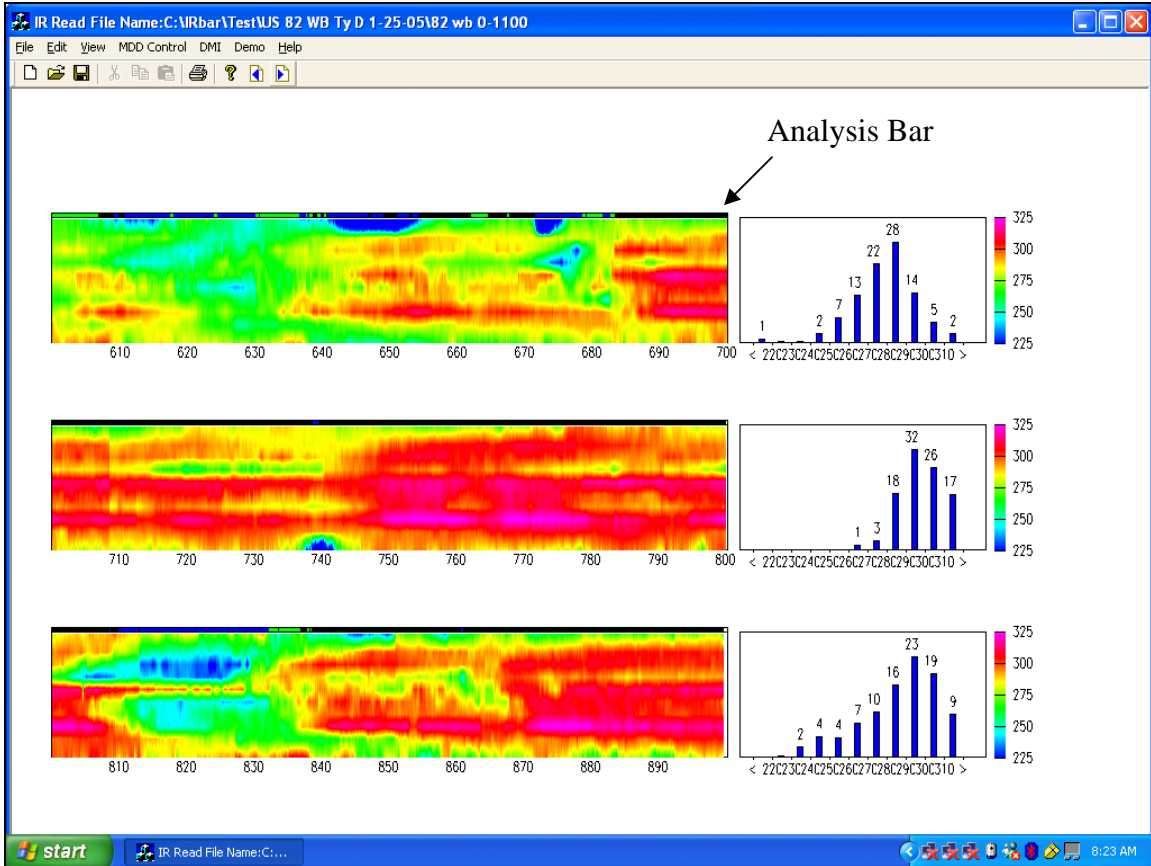 IR Read File Name:C:\IRbar\Test\US 82 WB Ty D 1-25-05\82 wb 0-1100
File Edit View MDD Control DMI Demo Help
Analysis Bar
610 620 630 640 650 660 670 680 690 700
1 2 7 13 22 28 14 5 2
< 22C23C24C25C26C27C28C29C30C310 >
325
300
275
250
225
710 720 730 740 750 760 770 780 790 800
1 3 18 32 26 17
< 22C23C24C25C26C27C28C29C30C310 >
325
300
275
250
225
810 820 830 840 850 860 870 880 890
2 4 4 7 10 16 23 19 9
< 22C23C24C25C26C27C28C29C30C310 >
325
300
275
250
225
start IR Read File Name:C:... 8:23 AM